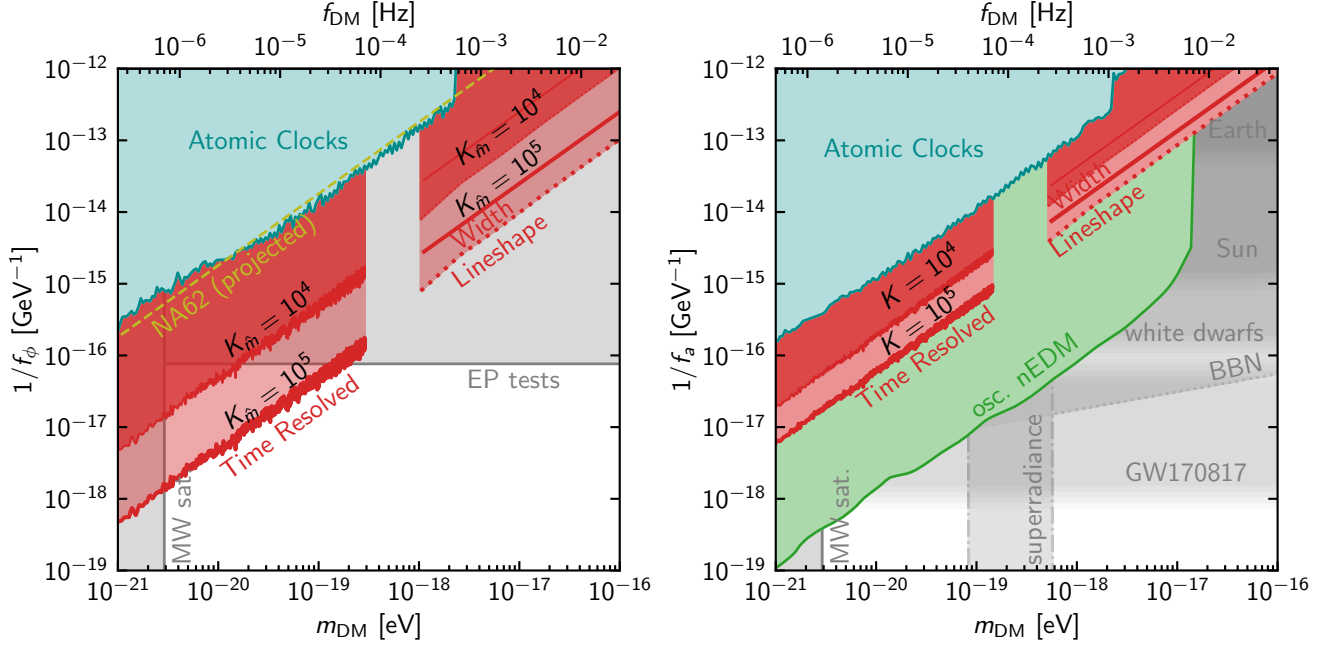 f_DM [Hz]
10^−6 10^−5 10^−4 10^−3 10^−2
10^−12
10^−13
10^−14
10^−15
10^−16
10^−17
10^−18
10^−19
1/f_ϕ [GeV^−1]
Atomic Clocks
NA62 (projected)
K_m̂ = 10^4
K_m̂ = 10^5
Width
Lineshape
K_m̂ = 10^4
K_m̂ = 10^5
Time Resolved
EP tests
MW sat.
10^−21 10^−20 10^−19 10^−18 10^−17 10^−16
m_DM [eV]
f_DM [Hz]
10^−6 10^−5 10^−4 10^−3 10^−2
10^−12
10^−13
10^−14
10^−15
10^−16
10^−17
10^−18
10^−19
1/f_a [GeV^−1]
Atomic Clocks
Earth
Width
Lineshape
K = 10^4
K = 10^5
Time Resolved
Sun
white dwarfs
BBN
osc. nEDM
GW170817
superradiance
MW sat.
10^−21 10^−20 10^−19 10^−18 10^−17 10^−16
m_DM [eV]